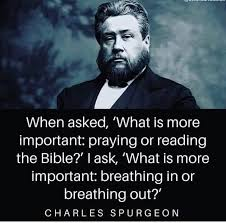 When asked, ‘What is more
important: praying or reading
the Bible?’ I ask, ‘What is more
important: breathing in or
breathing out?’
CHARLES SPURGEON